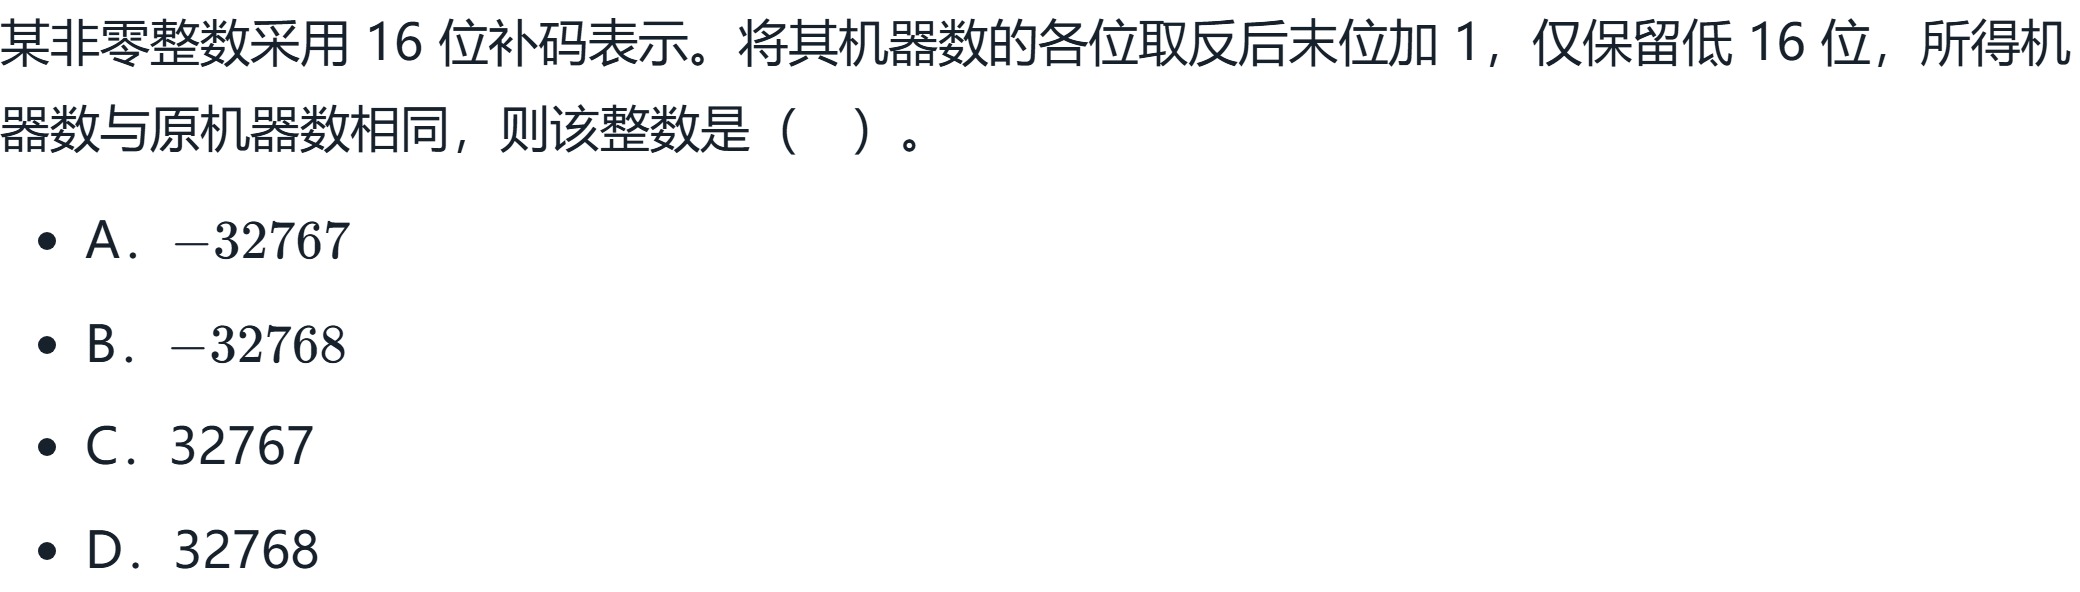 某非零整数采用 16 位补码表示。将其机器数的各位取反后末位加 1，仅保留低 16 位，所得机
器数与原机器数相同，则该整数是（　）。
• A．−32767
• B．−32768
• C．32767
• D．32768